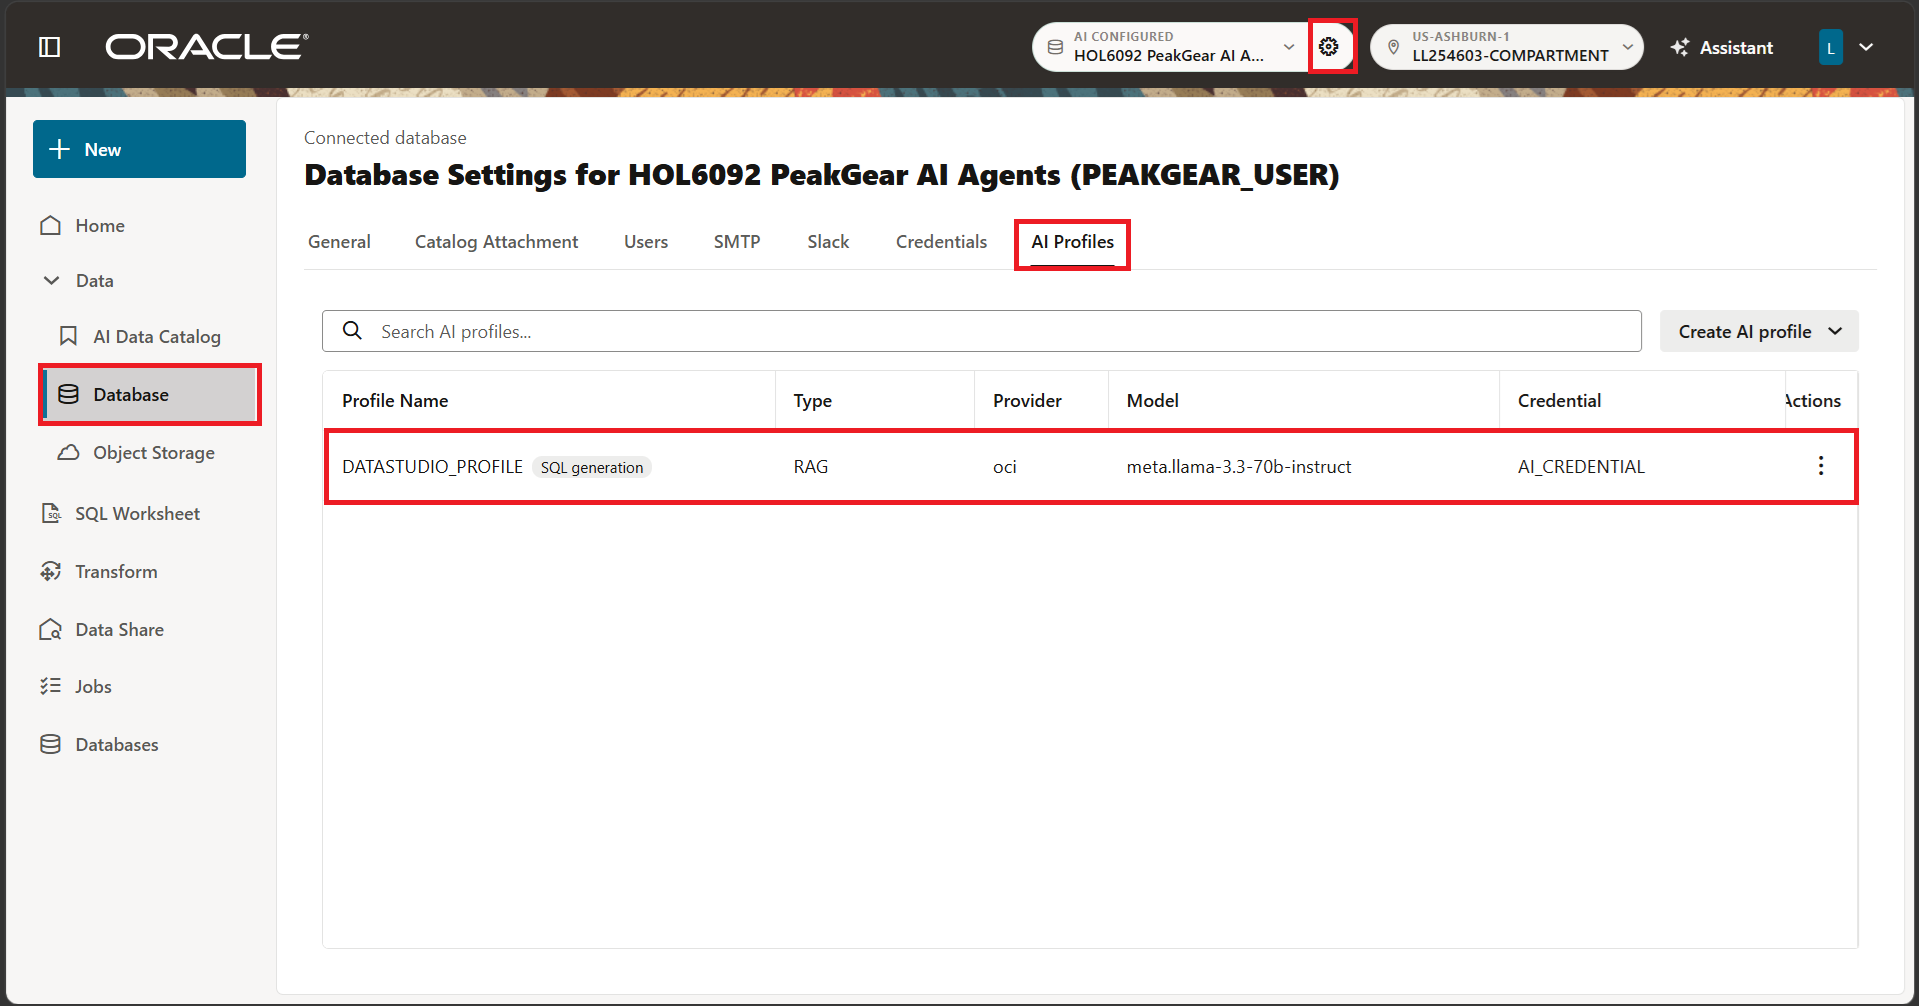 ORACLE®
AI CONFIGURED
HOL6092 PeakGear AI A...
US-ASHBURN-1
LL254603-COMPARTMENT
Assistant
L
New
Home
Data
AI Data Catalog
Database
Object Storage
SQL
SQL Worksheet
Transform
Data Share
Jobs
Databases
Connected database
Database Settings for HOL6092 PeakGear AI Agents (PEAKGEAR_USER)
General
Catalog Attachment
Users
SMTP
Slack
Credentials
AI Profiles
Search AI profiles...
Create AI profile
Profile Name
Type
Provider
Model
Credential
Actions
DATASTUDIO_PROFILE
SQL generation
RAG
oci
meta.llama-3.3-70b-instruct
AI_CREDENTIAL